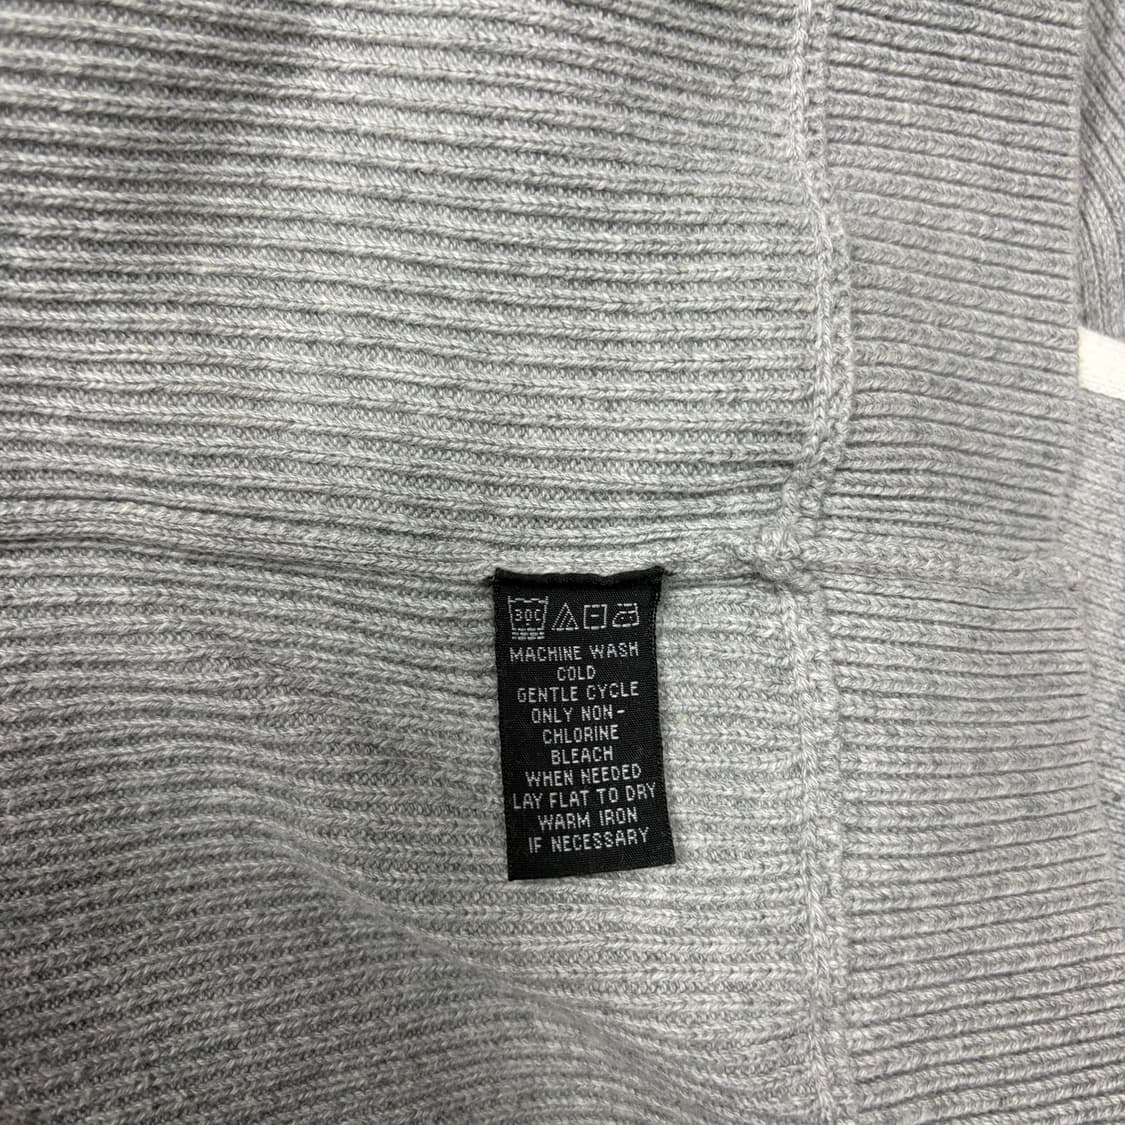 30C
MACHINE WASH
COLD
GENTLE CYCLE
ONLY NON-
CHLORINE
BLEACH
WHEN NEEDED
LAY FLAT TO DRY
WARM IRON
IF NECESSARY